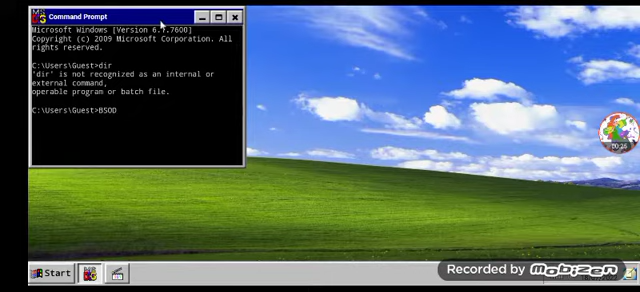 Command Prompt
Microsoft Windows [Version 6.1.7600]
Copyright (c) 2009 Microsoft Corporation. All
rights reserved.
C:\Users\Guest>dir
'dir' is not recognized as an internal or
external command,
operable program or batch file.
C:\Users\Guest>BSOD
00:25
Start
Recorded by Mobizen